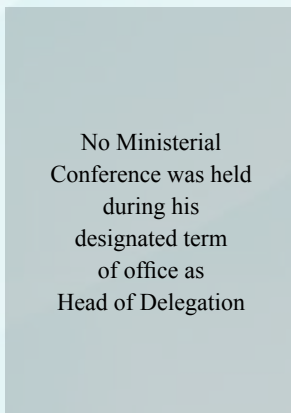 No Ministerial
Conference was held
during his
designated term
of office as
Head of Delegation